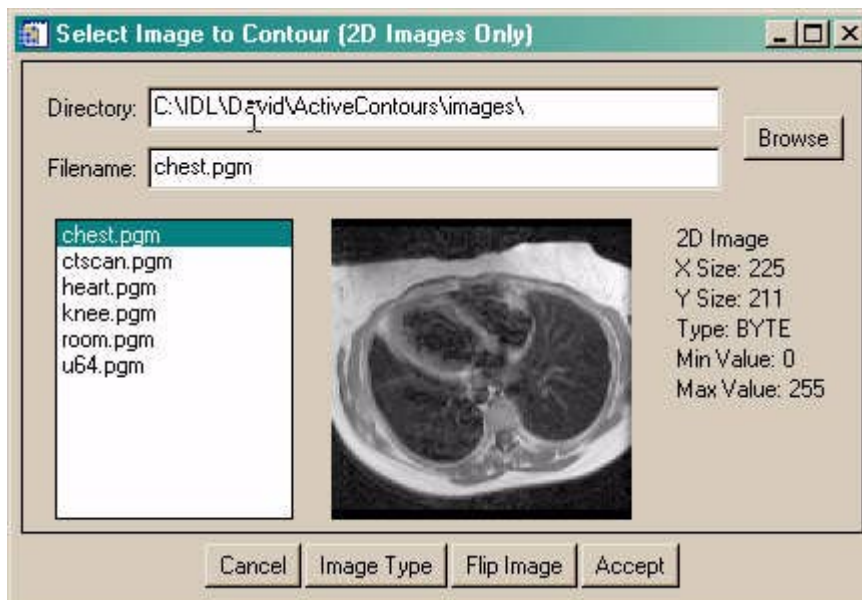 Select Image to Contour (2D Images Only)
Directory: C:\IDL\David\ActiveContours\images\
Browse
Filename: chest.pgm
chest.pgm
ctscan.pgm
heart.pgm
knee.pgm
room.pgm
u64.pgm
2D Image
X Size: 225
Y Size: 211
Type: BYTE
Min Value: 0
Max Value: 255
Cancel
Image Type
Flip Image
Accept